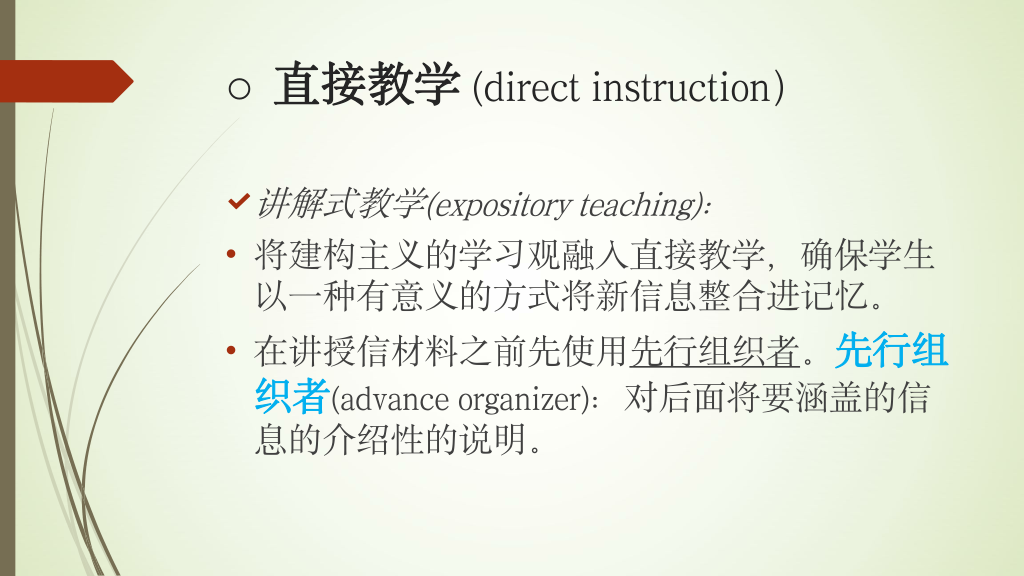 ○ 直接教学 (direct instruction)
✓讲解式教学(expository teaching)：
• 将建构主义的学习观融入直接教学，确保学生
以一种有意义的方式将新信息整合进记忆。
• 在讲授信材料之前先使用先行组织者。先行组
织者(advance organizer)：对后面将要涵盖的信
息的介绍性的说明。